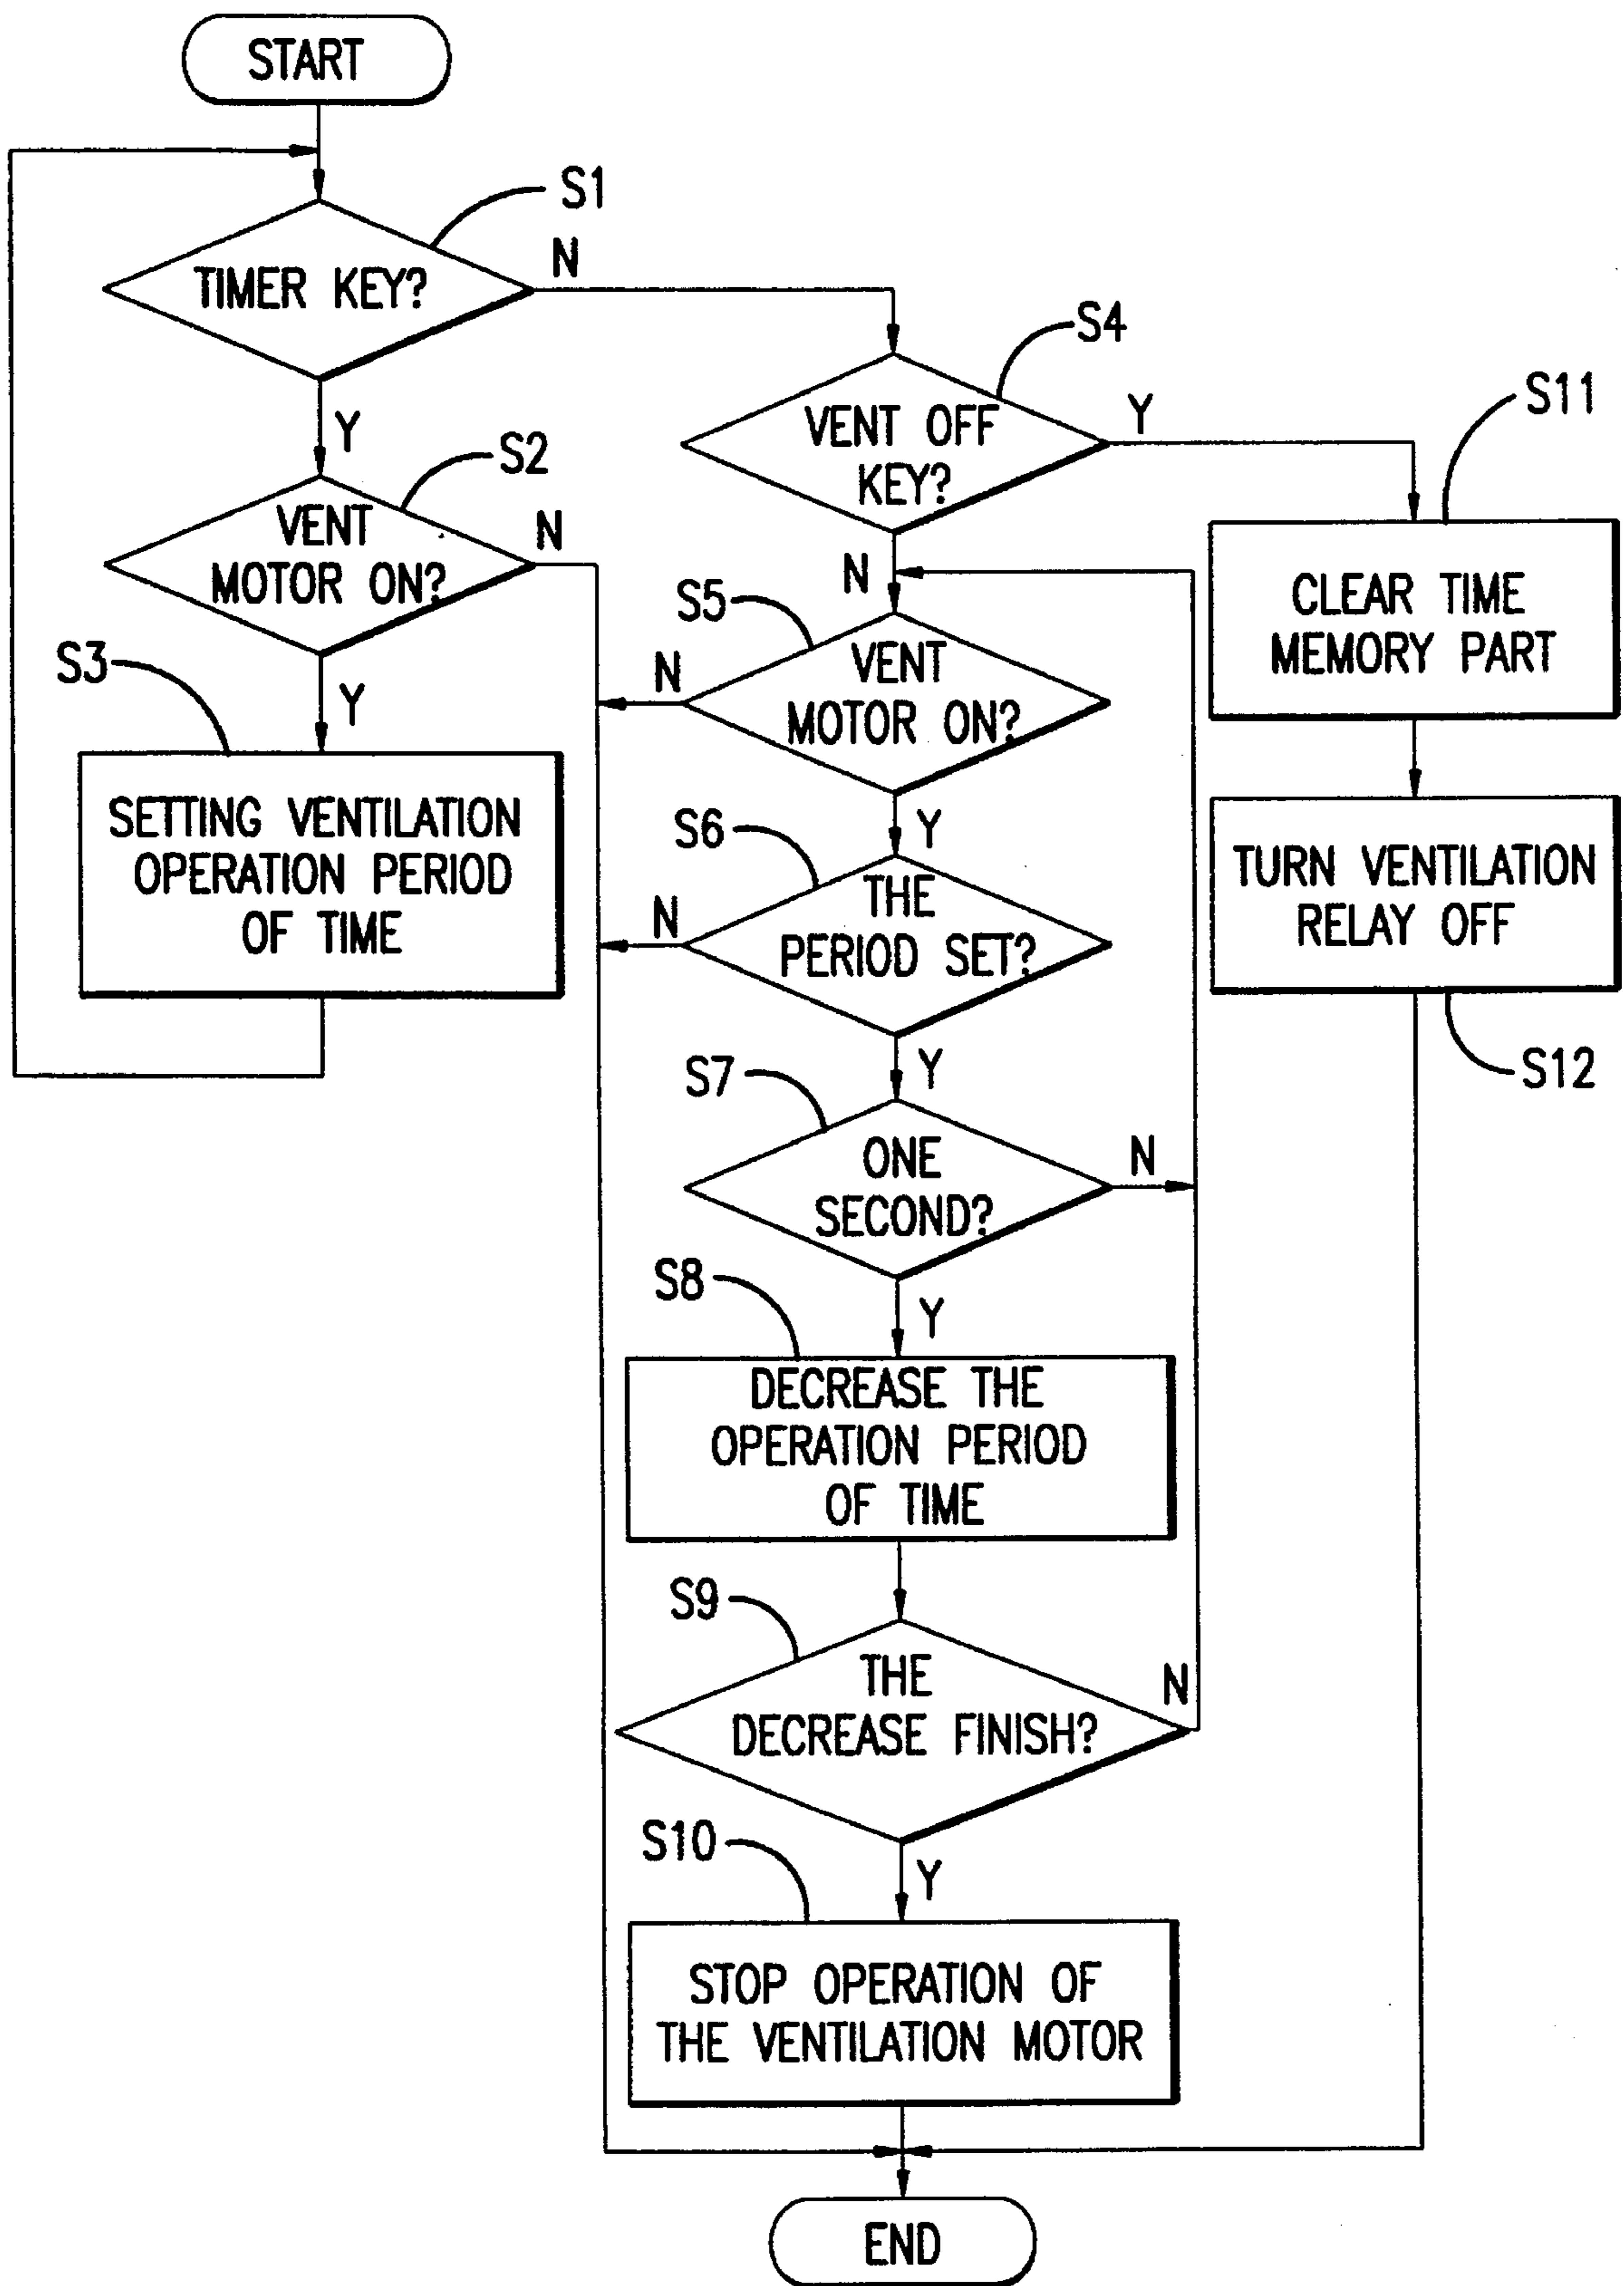 START
S1
TIMER KEY?
N
Y
S4
VENT OFF
KEY?
Y
N
S11
CLEAR TIME
MEMORY PART
TURN VENTILATION
RELAY OFF
S12
S2
VENT
MOTOR ON?
N
Y
S3
SETTING VENTILATION
OPERATION PERIOD
OF TIME
S5
VENT
MOTOR ON?
N
Y
S6
THE
PERIOD SET?
N
Y
S7
ONE
SECOND?
N
Y
S8
DECREASE THE
OPERATION PERIOD
OF TIME
S9
THE
DECREASE FINISH?
N
Y
S10
STOP OPERATION OF
THE VENTILATION MOTOR
END